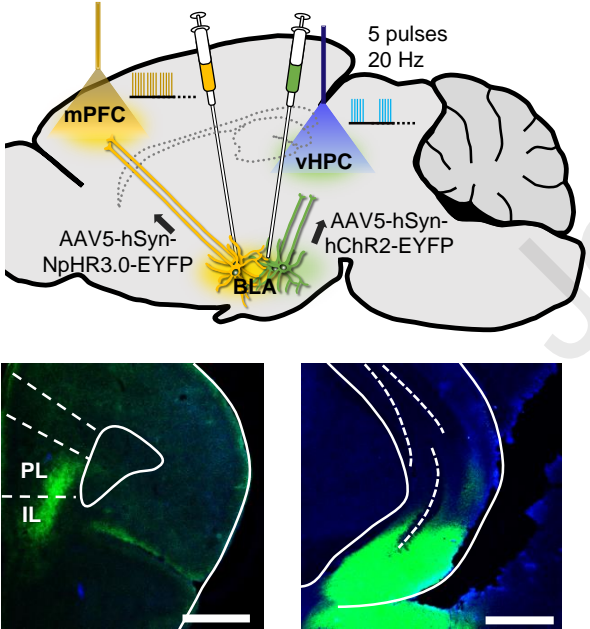 5 pulses
20 Hz
mPFC
vHPC
AAV5-hSyn-
NpHR3.0-EYFP
AAV5-hSyn-
hChR2-EYFP
BLA
PL
IL